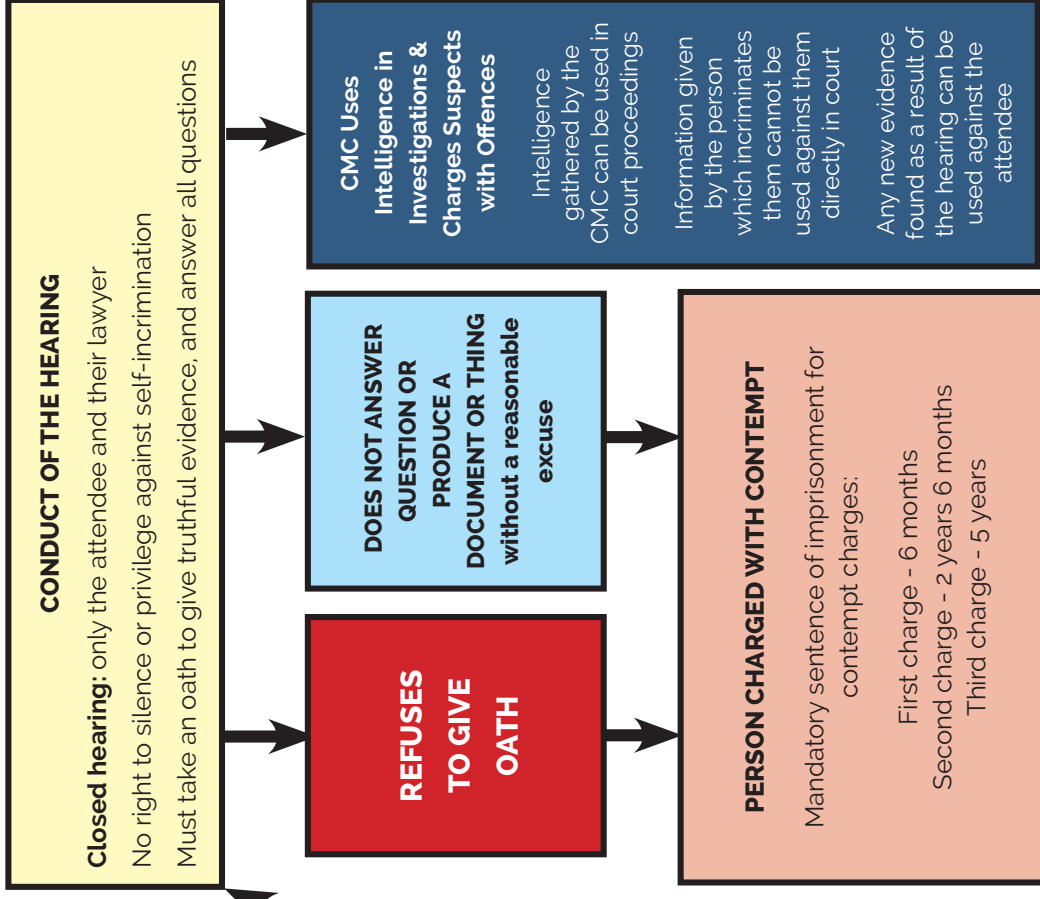 CONDUCT OF THE HEARING
Closed hearing: only the attendee and their lawyer
No right to silence or privilege against self-incrimination
Must take an oath to give truthful evidence, and answer all questions
REFUSES
TO GIVE
OATH
DOES NOT ANSWER
QUESTION OR
PRODUCE A
DOCUMENT OR THING
without a reasonable
excuse
CMC Uses
Intelligence in
Investigations &
Charges Suspects
with Offences
Intelligence
gathered by the
CMC can be used in
court proceedings
Information given
by the person
which incriminates
them cannot be
used against them
directly in court
Any new evidence
found as a result of
the hearing can be
used against the
attendee
PERSON CHARGED WITH CONTEMPT
Mandatory sentence of imprisonment for
contempt charges:
First charge - 6 months
Second charge - 2 years 6 months
Third charge - 5 years